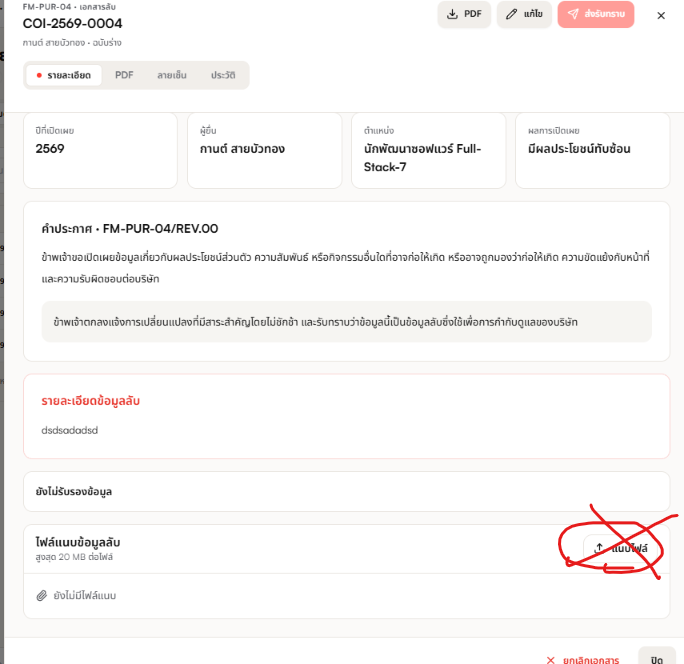 FM-PUR-04 • เอกสารลับ
COI-2569-0004
กานต์ สายบัวทอง • ฉบับร่าง
PDF
แก้ไข
ส่งรับทราบ
รายละเอียด
PDF
ลายเซ็น
ประวัติ
ปีที่เปิดเผย
2569
ผู้ยื่น
กานต์ สายบัวทอง
ตำแหน่ง
นักพัฒนาซอฟแวร์ Full-
Stack-7
ผลการเปิดเผย
มีผลประโยชน์ทับซ้อน
คำประกาศ • FM-PUR-04/REV.00
ข้าพเจ้าขอเปิดเผยข้อมูลเกี่ยวกับผลประโยชน์ส่วนตัว ความสัมพันธ์ หรือกิจกรรมอื่นใดที่อาจก่อให้เกิด หรืออาจถูกมองว่าก่อให้เกิด ความขัดแย้งกับหน้าที่
และความรับผิดชอบต่อบริษัท
ข้าพเจ้าตกลงแจ้งการเปลี่ยนแปลงที่มีสาระสำคัญโดยไม่ชักช้า และรับทราบว่าข้อมูลนี้เป็นข้อมูลลับซึ่งใช้เพื่อการกำกับดูแลของบริษัท
รายละเอียดข้อมูลลับ
dsdsadadsd
ยังไม่รับรองข้อมูล
ไฟล์แนบข้อมูลลับ
สูงสุด 20 MB ต่อไฟล์
แนบไฟล์
ยังไม่มีไฟล์แนบ
ยกเลิกเอกสาร
ปิด